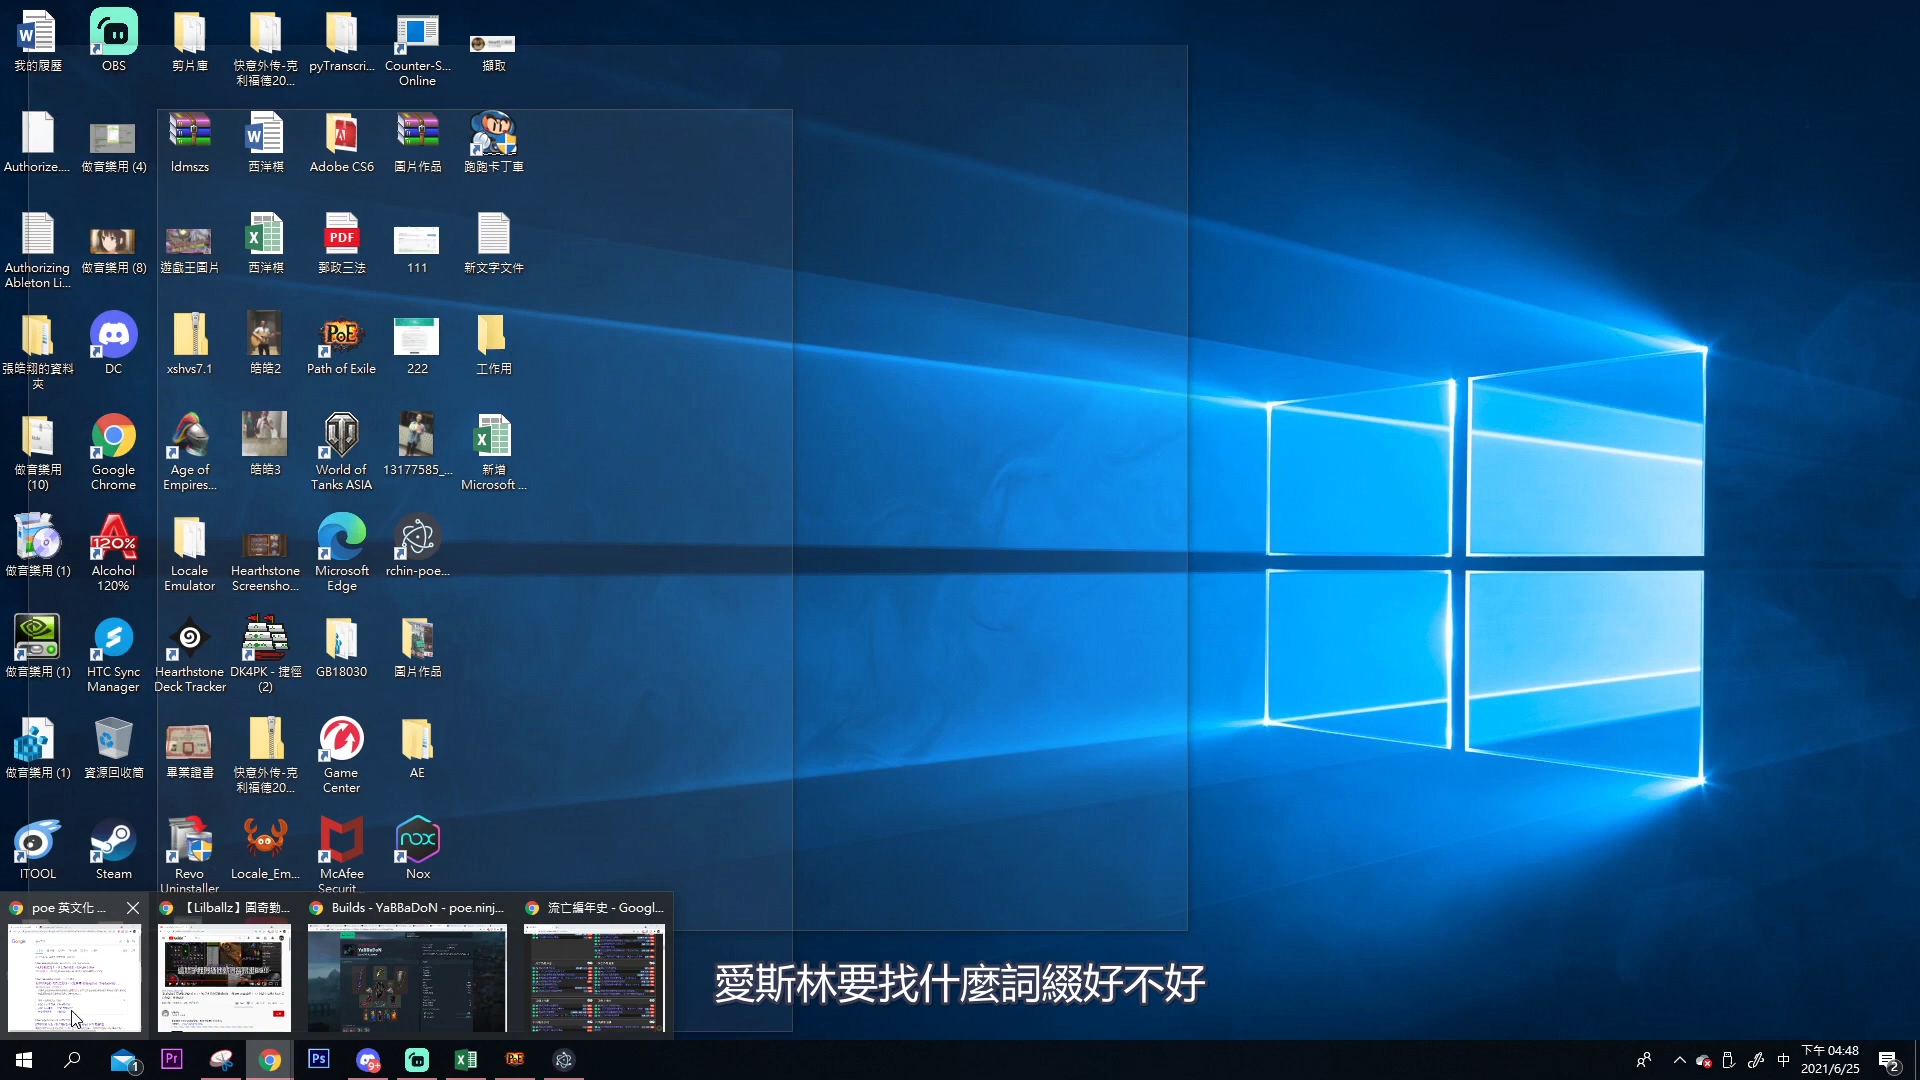 我的履歷
OBS
剪片庫
快意外传-克
利福德20...
pyTranscri...
Counter-S...
Online
擷取
Authorize....
做音樂用 (4)
ldmszs
西洋棋
Adobe CS6
圖片作品
跑跑卡丁車
Authorizing
Ableton Li...
做音樂用 (8)
遊戲王圖片
西洋棋
PDF
郵政三法
111
新文字文件
張皓翔的資料
夾
DC
xshvs7.1
皓皓2
Path of Exile
222
工作用
做音樂用
(10)
Google
Chrome
Age of
Empires...
皓皓3
World of
Tanks ASIA
13177585_...
新增
Microsoft ...
做音樂用 (1)
120%
Alcohol
120%
Locale
Emulator
Hearthstone
Screensho...
Microsoft
Edge
rchin-poe...
做音樂用 (1)
HTC Sync
Manager
Hearthstone
Deck Tracker
DK4PK - 捷徑
(2)
GB18030
圖片作品
做音樂用 (1)
資源回收筒
畢業證書
快意外传-克
利福德20...
Game
Center
AE
ITOOL
Steam
Revo
Uninstaller
Locale_Em...
McAfee
Securit...
nox
Nox
poe 英文化 ...
【Lilballz】圖奇勤...
Builds - YaBBaDoN - poe.ninj...
流亡編年史 - Googl...
愛斯林要找什麼詞綴好不好
1
Pr
Ps
9+
PoE
中
下午 04:48
2021/6/25
2